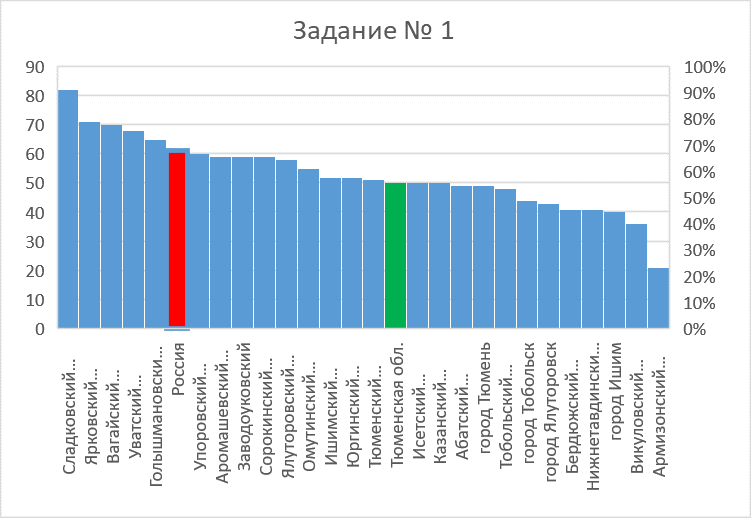 Задание № 1
90
80
70
60
50
40
30
20
10
0
100%
90%
80%
70%
60%
50%
40%
30%
20%
10%
0%
Сладковский…
Ярковский…
Вагайский…
Уватский…
Голышмановски…
Россия
Упоровский…
Аромашевский…
Заводоуковский
Сорокинский…
Ялуторовский…
Омутинский…
Ишимский…
Юргинский…
Тюменский…
Тюменская обл.
Исетский…
Казанский…
Абатский…
город Тюмень
Тобольский…
город Тобольск
город Ялуторовск
Бердюжский…
Нижнетавдински…
город Ишим
Викуловский…
Армизонский…